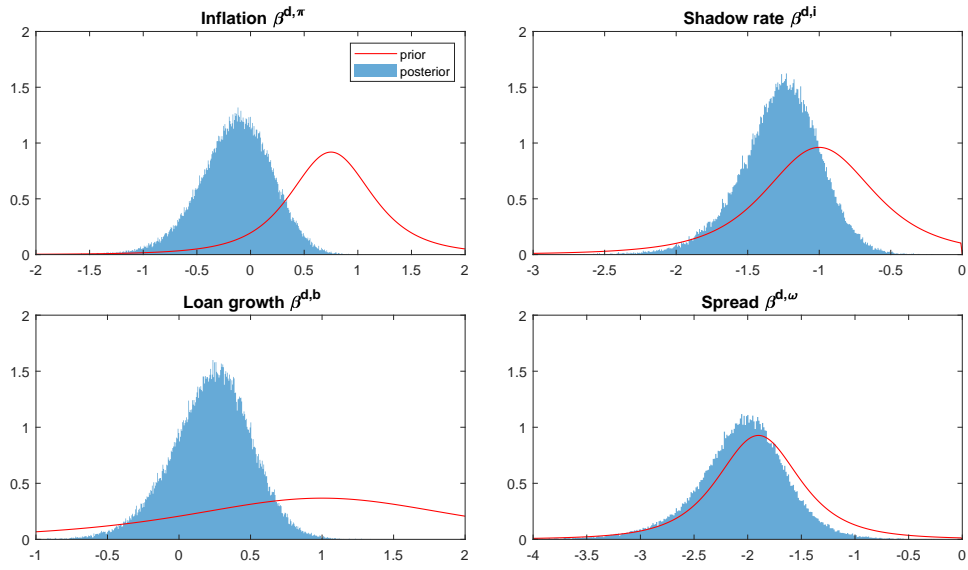 Inflation β^d,π
2
1.5
1
0.5
0
-2 -1.5 -1 -0.5 0 0.5 1 1.5 2
prior
posterior
Shadow rate β^d,i
2
1.5
1
0.5
0
-3 -2.5 -2 -1.5 -1 -0.5 0
Loan growth β^d,b
2
1.5
1
0.5
0
-1 -0.5 0 0.5 1 1.5 2
Spread β^d,ω
2
1.5
1
0.5
0
-4 -3.5 -3 -2.5 -2 -1.5 -1 -0.5 0